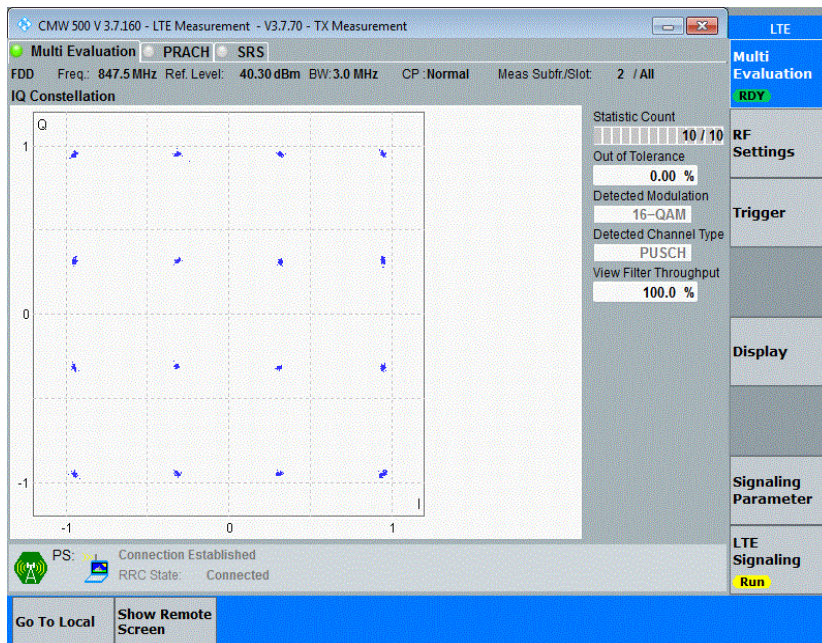 CMW 500 V 3.7.160 - LTE Measurement - V3.7.70 - TX Measurement
LTE
Multi Evaluation PRACH SRS
Multi
Evaluation
RDY
FDD Freq.: 847.5 MHz Ref. Level: 40.30 dBm BW: 3.0 MHz CP : Normal Meas Subfr./Slot: 2 / All
IQ Constellation
Q
1
0
-1
I
-1 0 1
Statistic Count
10 / 10
Out of Tolerance
0.00 %
Detected Modulation
16-QAM
Detected Channel Type
PUSCH
View Filter Throughput
100.0 %
RF
Settings
Trigger
Display
Signaling
Parameter
LTE
Signaling
Run
PS: Connection Established
RRC State: Connected
Go To Local
Show Remote
Screen